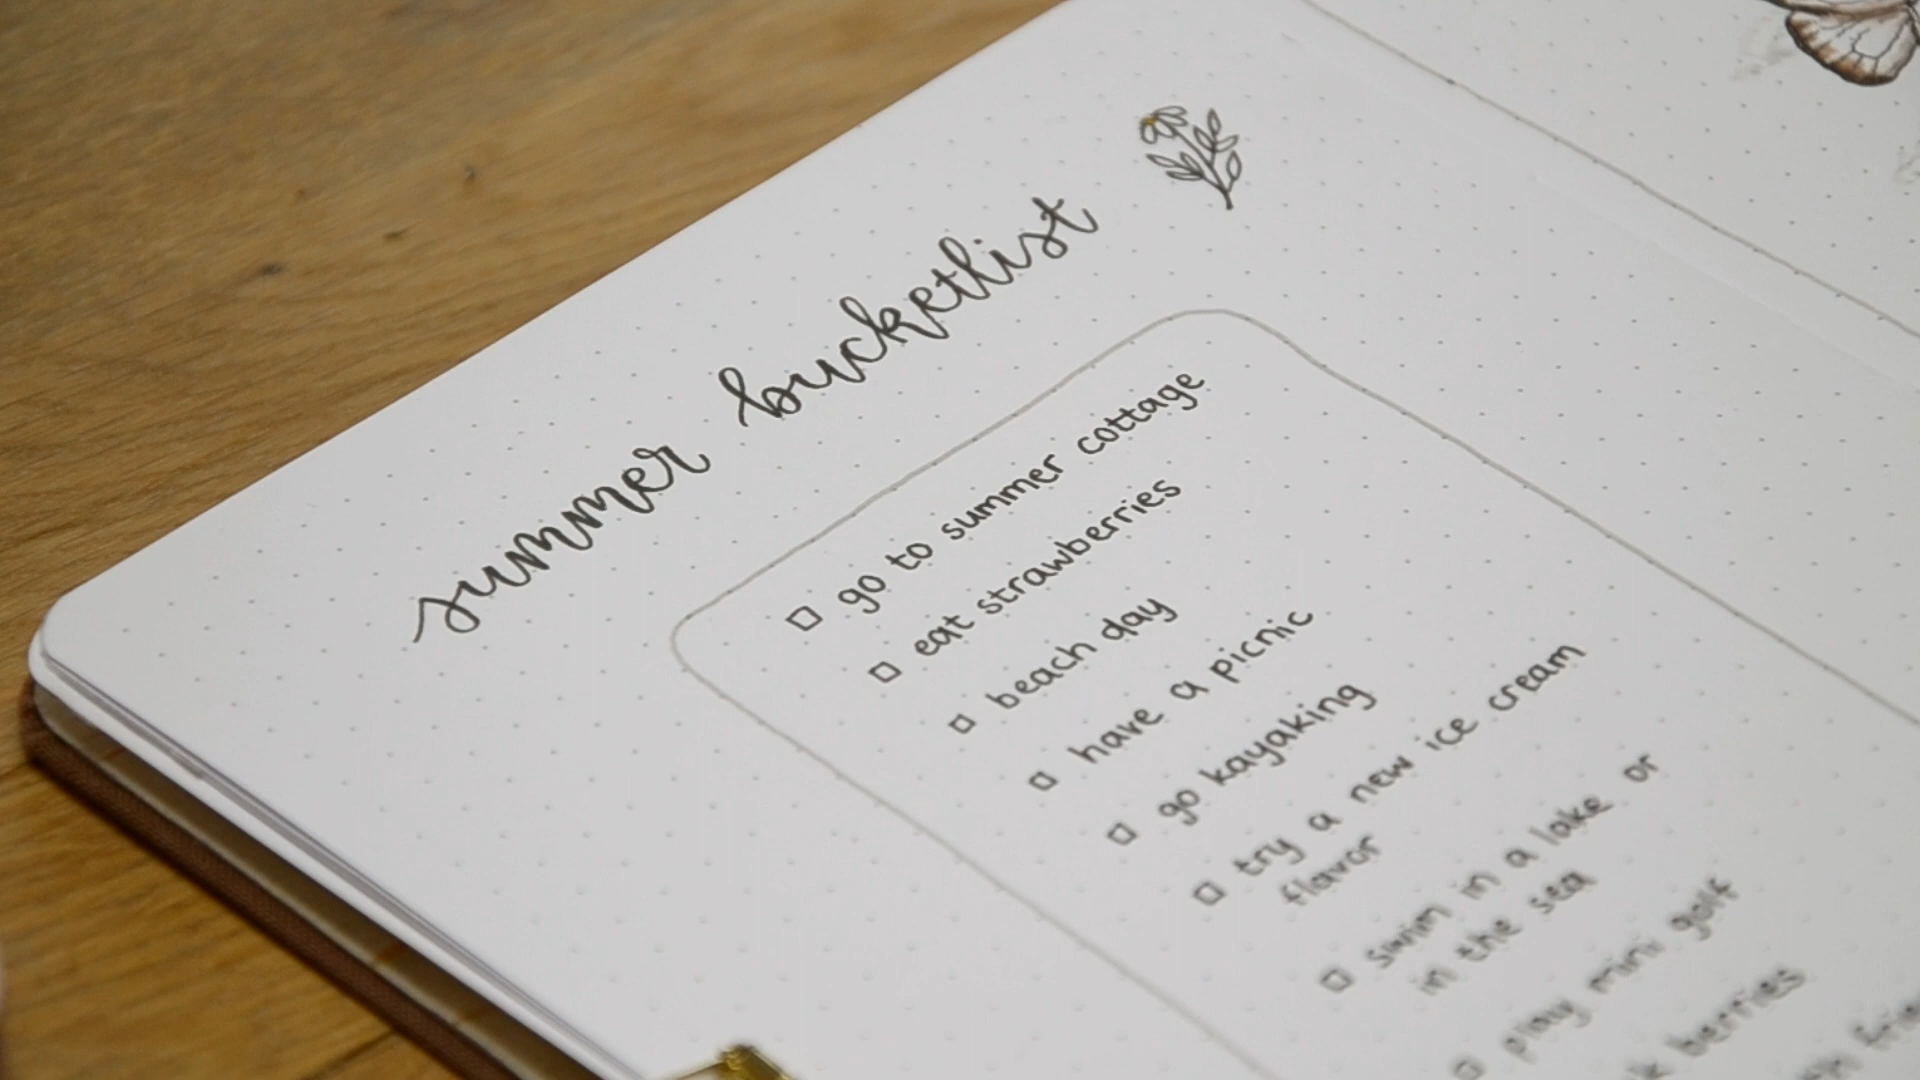 summer bucketlist
go to summer cottage
eat strawberries
beach day
have a picnic
go kayaking
try a new ice cream
flavor
swim in a lake or
in the sea
play mini golf
berries